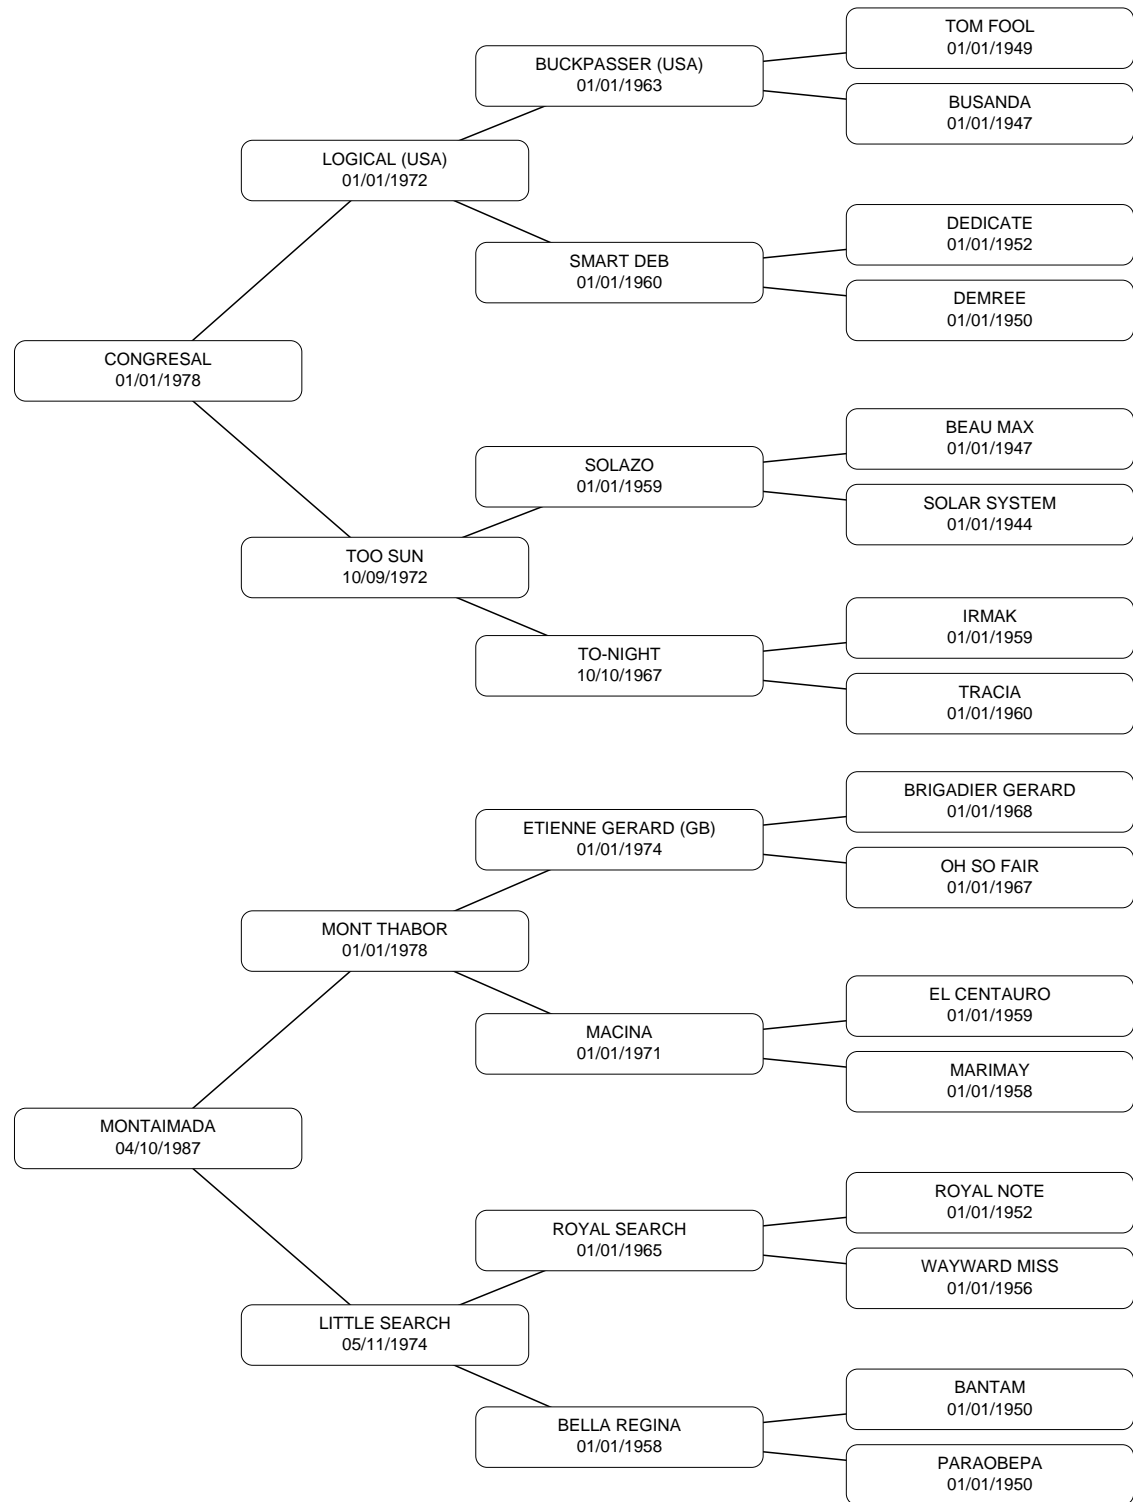 TOM FOOL
01/01/1949
BUCKPASSER (USA)
01/01/1963
BUSANDA
01/01/1947
LOGICAL (USA)
01/01/1972
DEDICATE
01/01/1952
SMART DEB
01/01/1960
DEMREE
01/01/1950
CONGRESAL
01/01/1978
BEAU MAX
01/01/1947
SOLAZO
01/01/1959
SOLAR SYSTEM
01/01/1944
TOO SUN
10/09/1972
IRMAK
01/01/1959
TO-NIGHT
10/10/1967
TRACIA
01/01/1960
BRIGADIER GERARD
01/01/1968
ETIENNE GERARD (GB)
01/01/1974
OH SO FAIR
01/01/1967
MONT THABOR
01/01/1978
EL CENTAURO
01/01/1959
MACINA
01/01/1971
MARIMAY
01/01/1958
MONTAIMADA
04/10/1987
ROYAL NOTE
01/01/1952
ROYAL SEARCH
01/01/1965
WAYWARD MISS
01/01/1956
LITTLE SEARCH
05/11/1974
BANTAM
01/01/1950
BELLA REGINA
01/01/1958
PARAOBEPA
01/01/1950